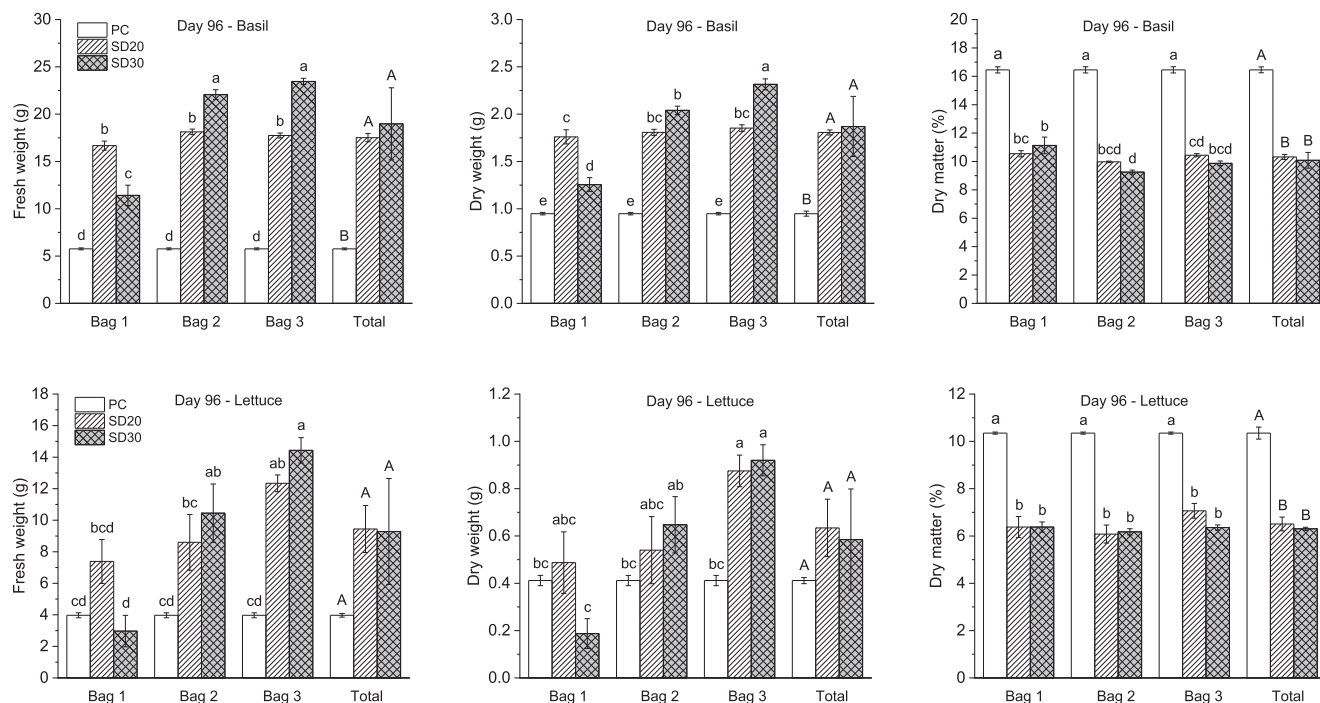 Day 96 - Basil
PC
SD20
SD30
Fresh weight (g)
30
25
20
15
10
5
0
d b c d b a d b a B A A
Bag 1 Bag 2 Bag 3 Total
Day 96 - Basil
Dry weight (g)
3.0
2.4
1.8
1.2
0.6
0.0
e c d e bc b e bc a B A A
Bag 1 Bag 2 Bag 3 Total
Day 96 - Basil
Dry matter (%)
20
18
16
14
12
10
8
6
4
2
0
a bc b a bcd d a cd bcd A B B
Bag 1 Bag 2 Bag 3 Total
Day 96 - Lettuce
PC
SD20
SD30
Fresh weight (g)
18
16
14
12
10
8
6
4
2
0
cd bcd d cd bc ab cd ab a A A A
Bag 1 Bag 2 Bag 3 Total
Day 96 - Lettuce
Dry weight (g)
1.2
1.0
0.8
0.6
0.4
0.2
0.0
bc abc c bc abc ab bc a a A A A
Bag 1 Bag 2 Bag 3 Total
Day 96 - Lettuce
Dry matter (%)
12
10
8
6
4
2
0
a b b a b b a b b A B B
Bag 1 Bag 2 Bag 3 Total